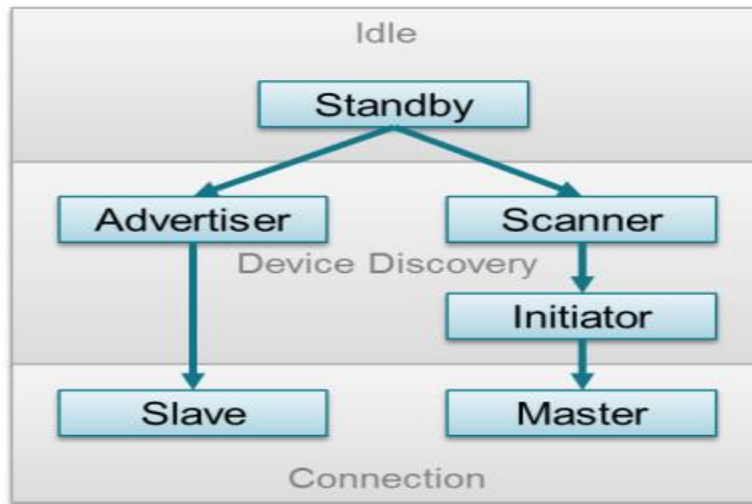 Idle
Standby
Advertiser
Scanner
Device Discovery
Initiator
Slave
Master
Connection